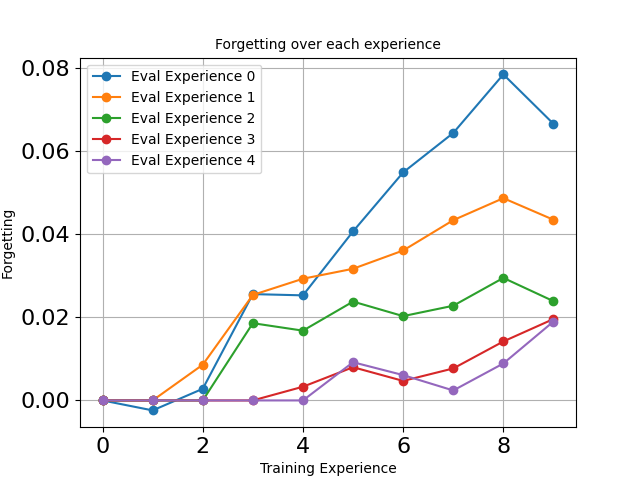 Forgetting over each experience
0.08
0.06
0.04
0.02
0.00
Forgetting
Eval Experience 0
Eval Experience 1
Eval Experience 2
Eval Experience 3
Eval Experience 4
0 2 4 6 8
Training Experience